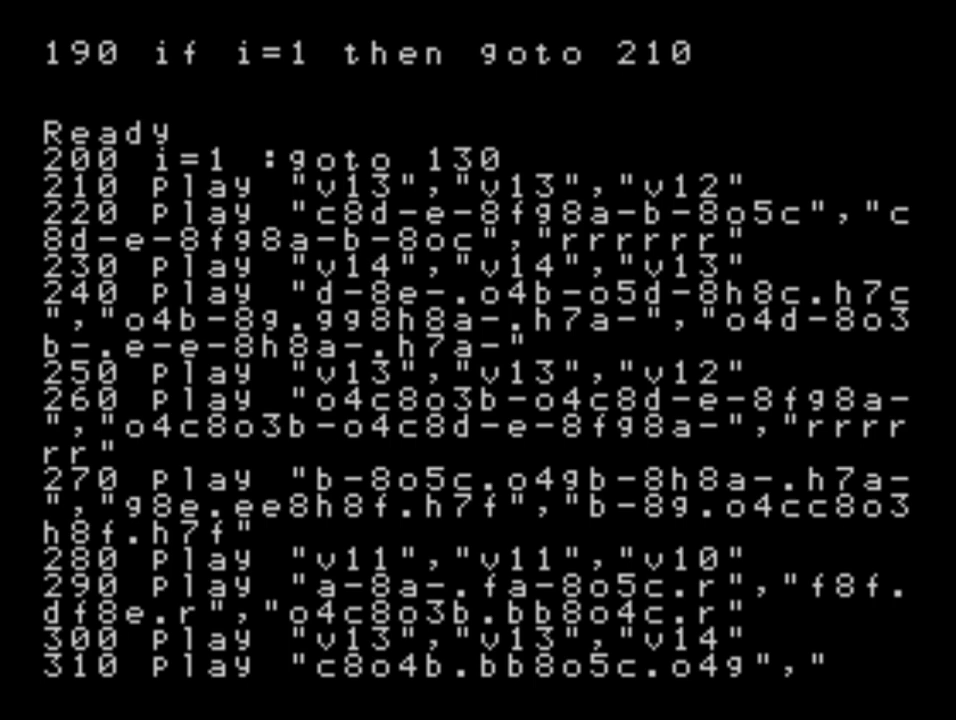 190 if i=1 then goto 210
Ready
200 i=1 :goto 130
210 play "v13","v13","v12"
220 play "c8d-e-8fg8a-b-8o5c","c
8d-e-8fg8a-b-8oc","rrrrrr"
230 play "v14","v14","v13"
240 play "d-8e-.o4b-o5d-8h8c.h7c
","o4b-8g.gg8h8a-.h7a-","o4d-8o3
b-.e-e-8h8a-.h7a-"
250 play "v13","v13","v12"
260 play "o4c8o3b-o4c8d-e-8fg8a-
","o4c8o3b-o4c8d-e-8fg8a-","rrrr
rr"
270 play "b-8o5c.o4gb-8h8a-.h7a-
","g8e.ee8h8f.h7f","b-8g.o4cc8o3
h8f.h7f"
280 play "v11","v11","v10"
290 play "a-8a-.fa-8o5c.r","f8f.
df8e.r","o4c8o3b.bb8o4c.r"
300 play "v13","v13","v14"
310 play "c8o4b.bb8o5c.o4g","